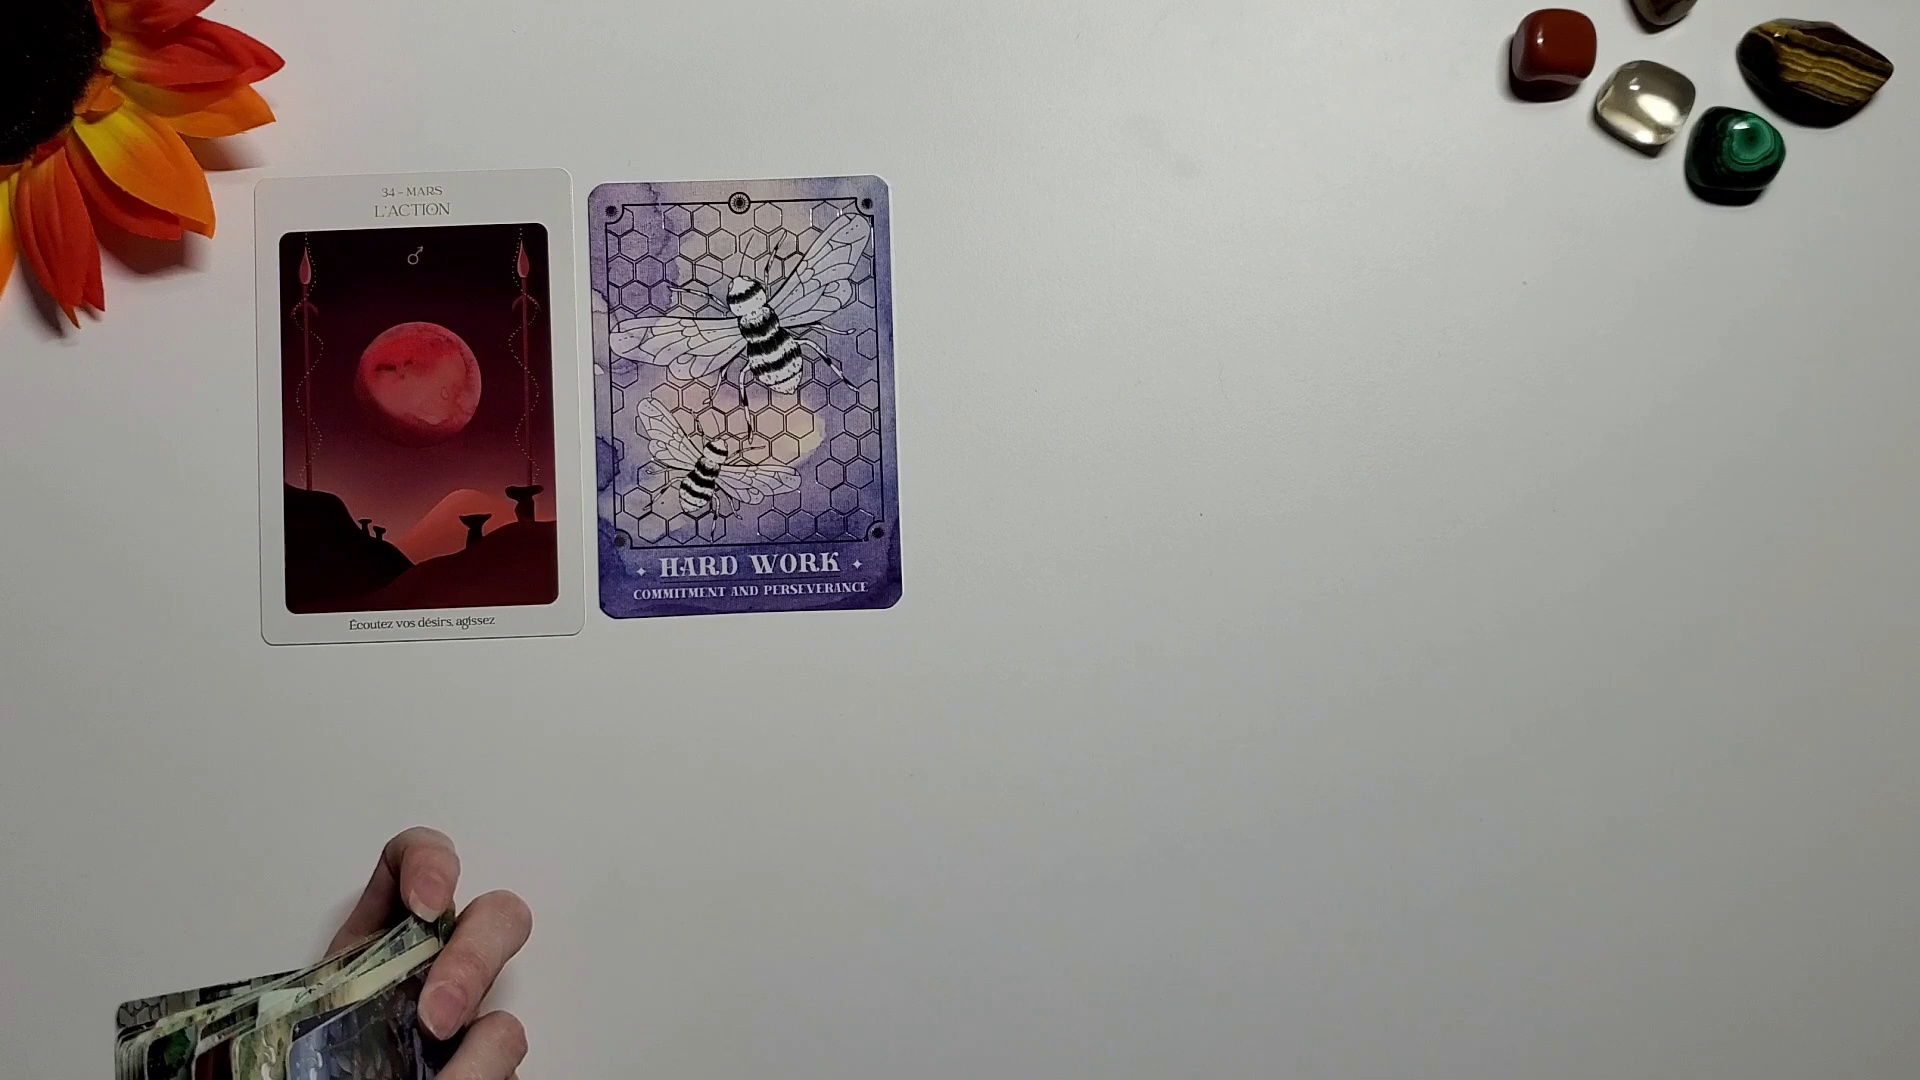 34 - MARS
L'ACTION
Écoutez vos désirs, agissez
HARD WORK
COMMITMENT AND PERSEVERANCE